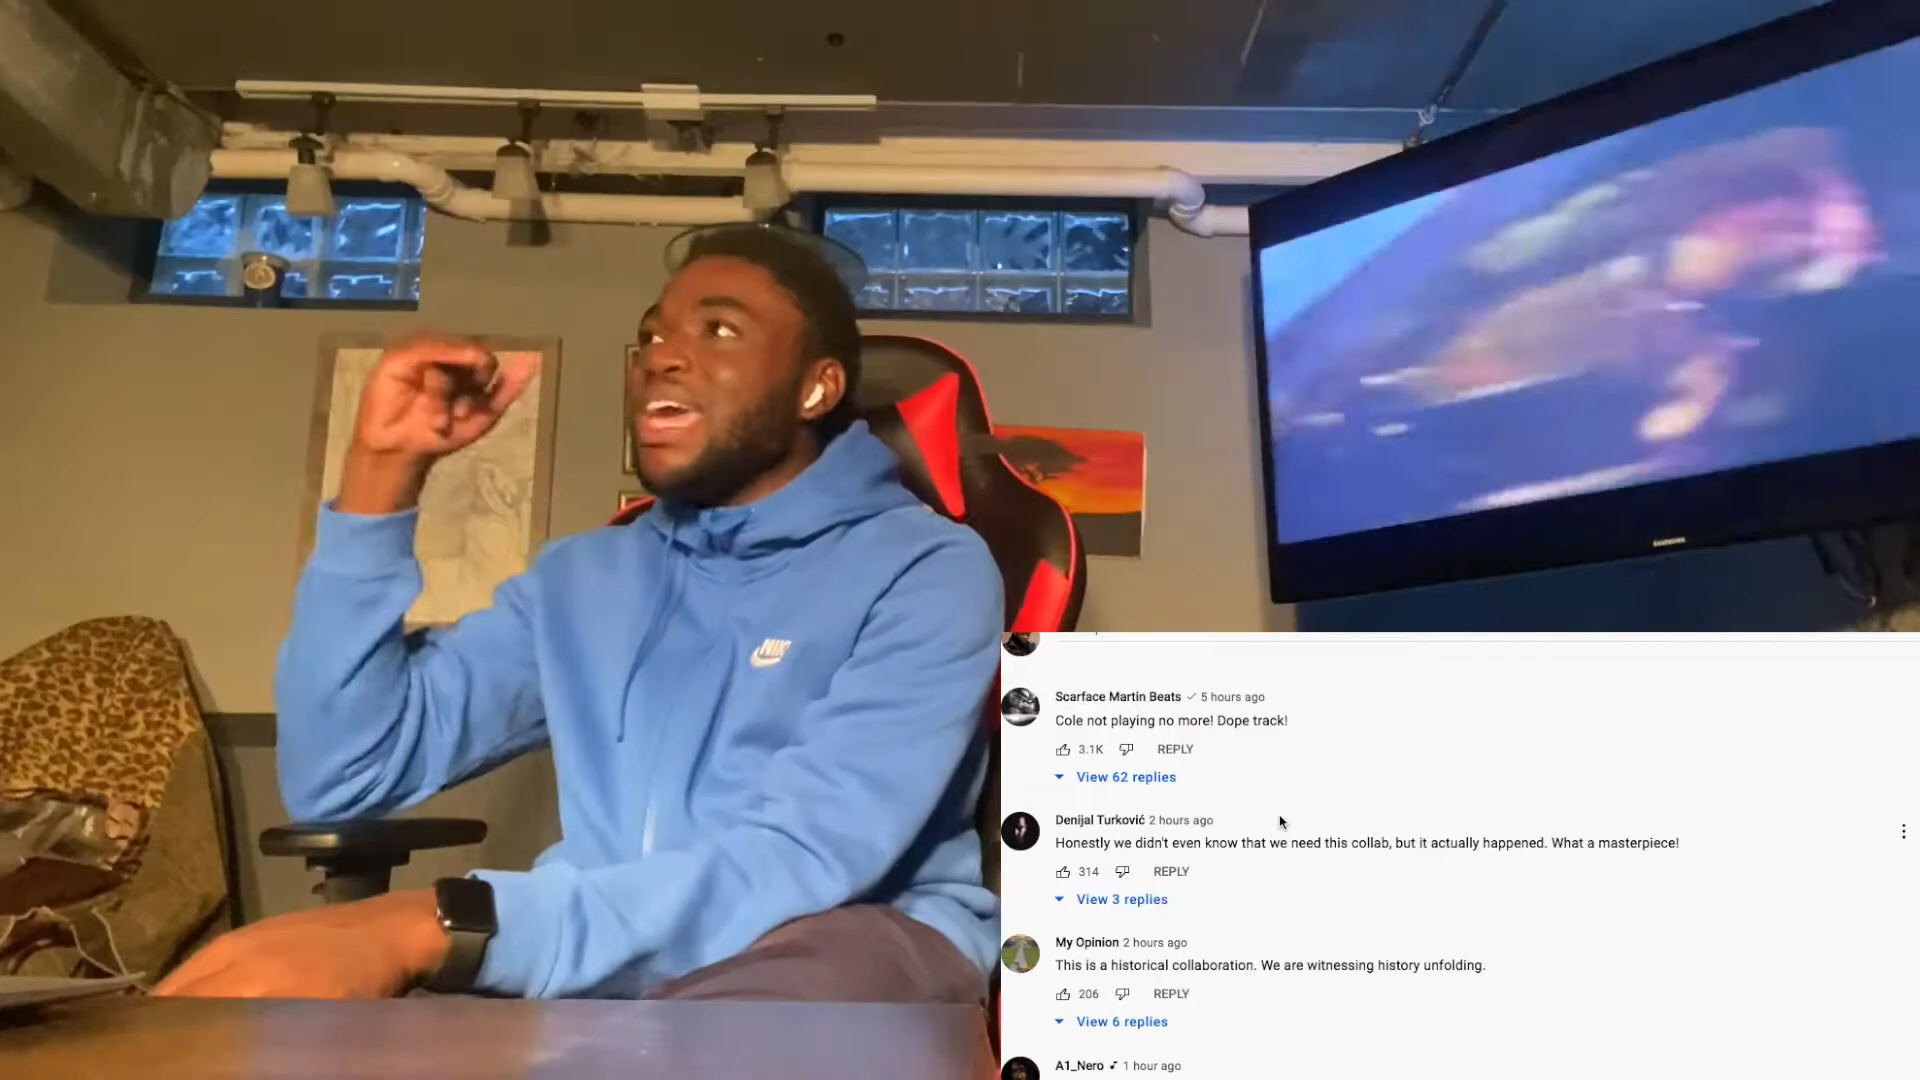 SAMSUNG
NIKE
Scarface Martin Beats 5 hours ago
Cole not playing no more! Dope track!
3.1K REPLY
View 62 replies
Denijal Turković 2 hours ago
Honestly we didn't even know that we need this collab, but it actually happened. What a masterpiece!
314 REPLY
View 3 replies
My Opinion 2 hours ago
This is a historical collaboration. We are witnessing history unfolding.
206 REPLY
View 6 replies
A1_Nero 1 hour ago